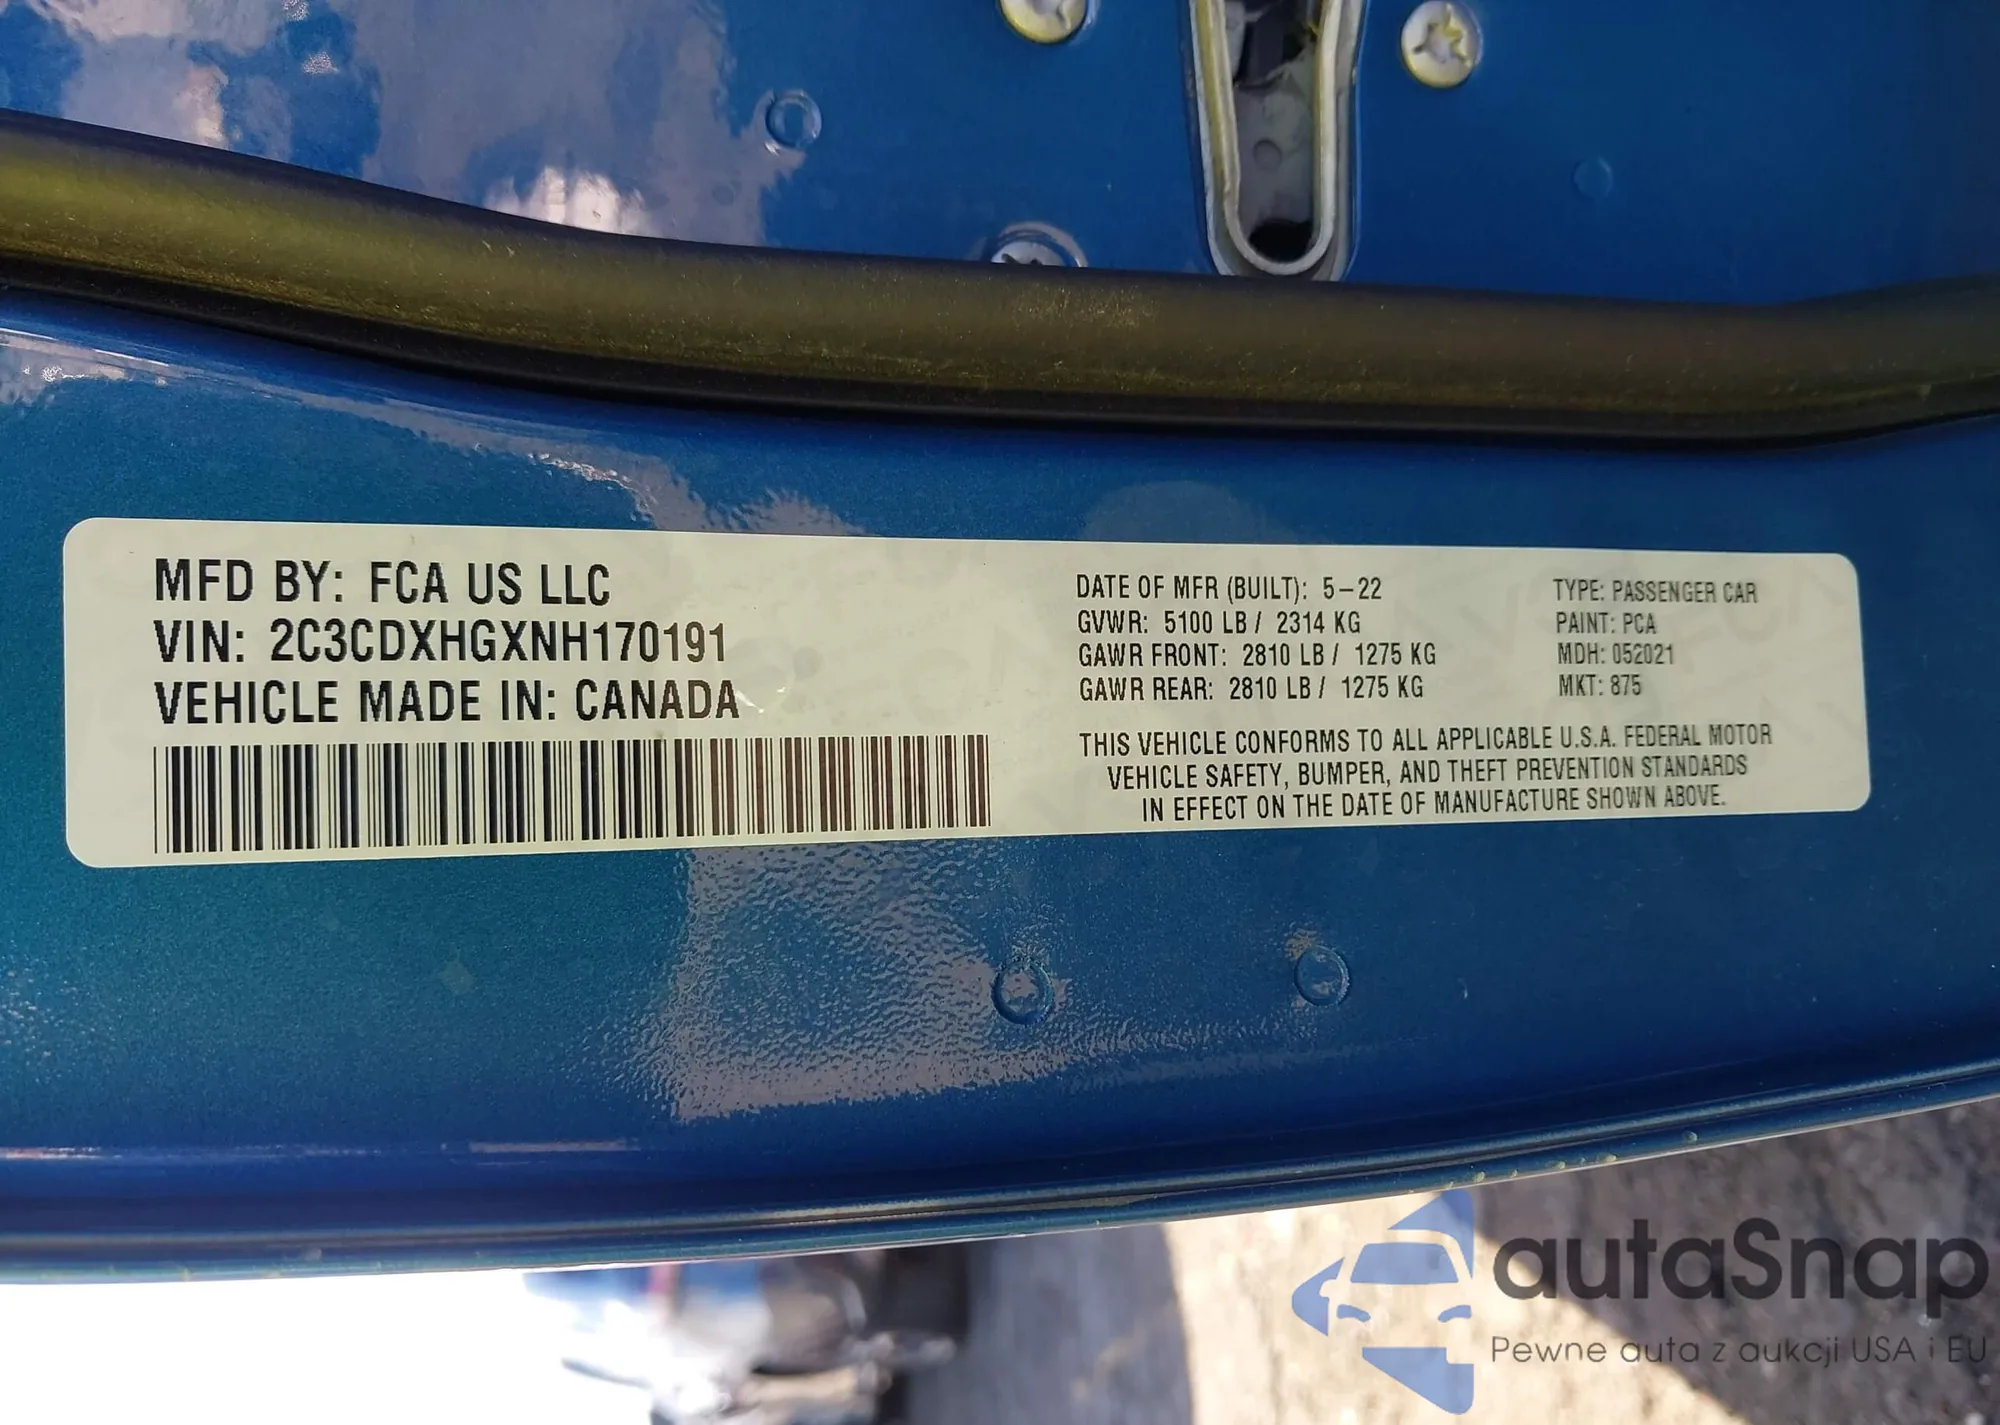 MFD BY: FCA US LLC
VIN: 2C3CDXHGXNH170191
VEHICLE MADE IN: CANADA
DATE OF MFR (BUILT): 5-22
GVWR: 5100 LB / 2314 KG
GAWR FRONT: 2810 LB / 1275 KG
GAWR REAR: 2810 LB / 1275 KG
TYPE: PASSENGER CAR
PAINT: PCA
MDH: 052021
MKT: 875
THIS VEHICLE CONFORMS TO ALL APPLICABLE U.S.A. FEDERAL MOTOR
VEHICLE SAFETY, BUMPER, AND THEFT PREVENTION STANDARDS
IN EFFECT ON THE DATE OF MANUFACTURE SHOWN ABOVE.
autaSnap
Pewne auta z aukcji USA i EU